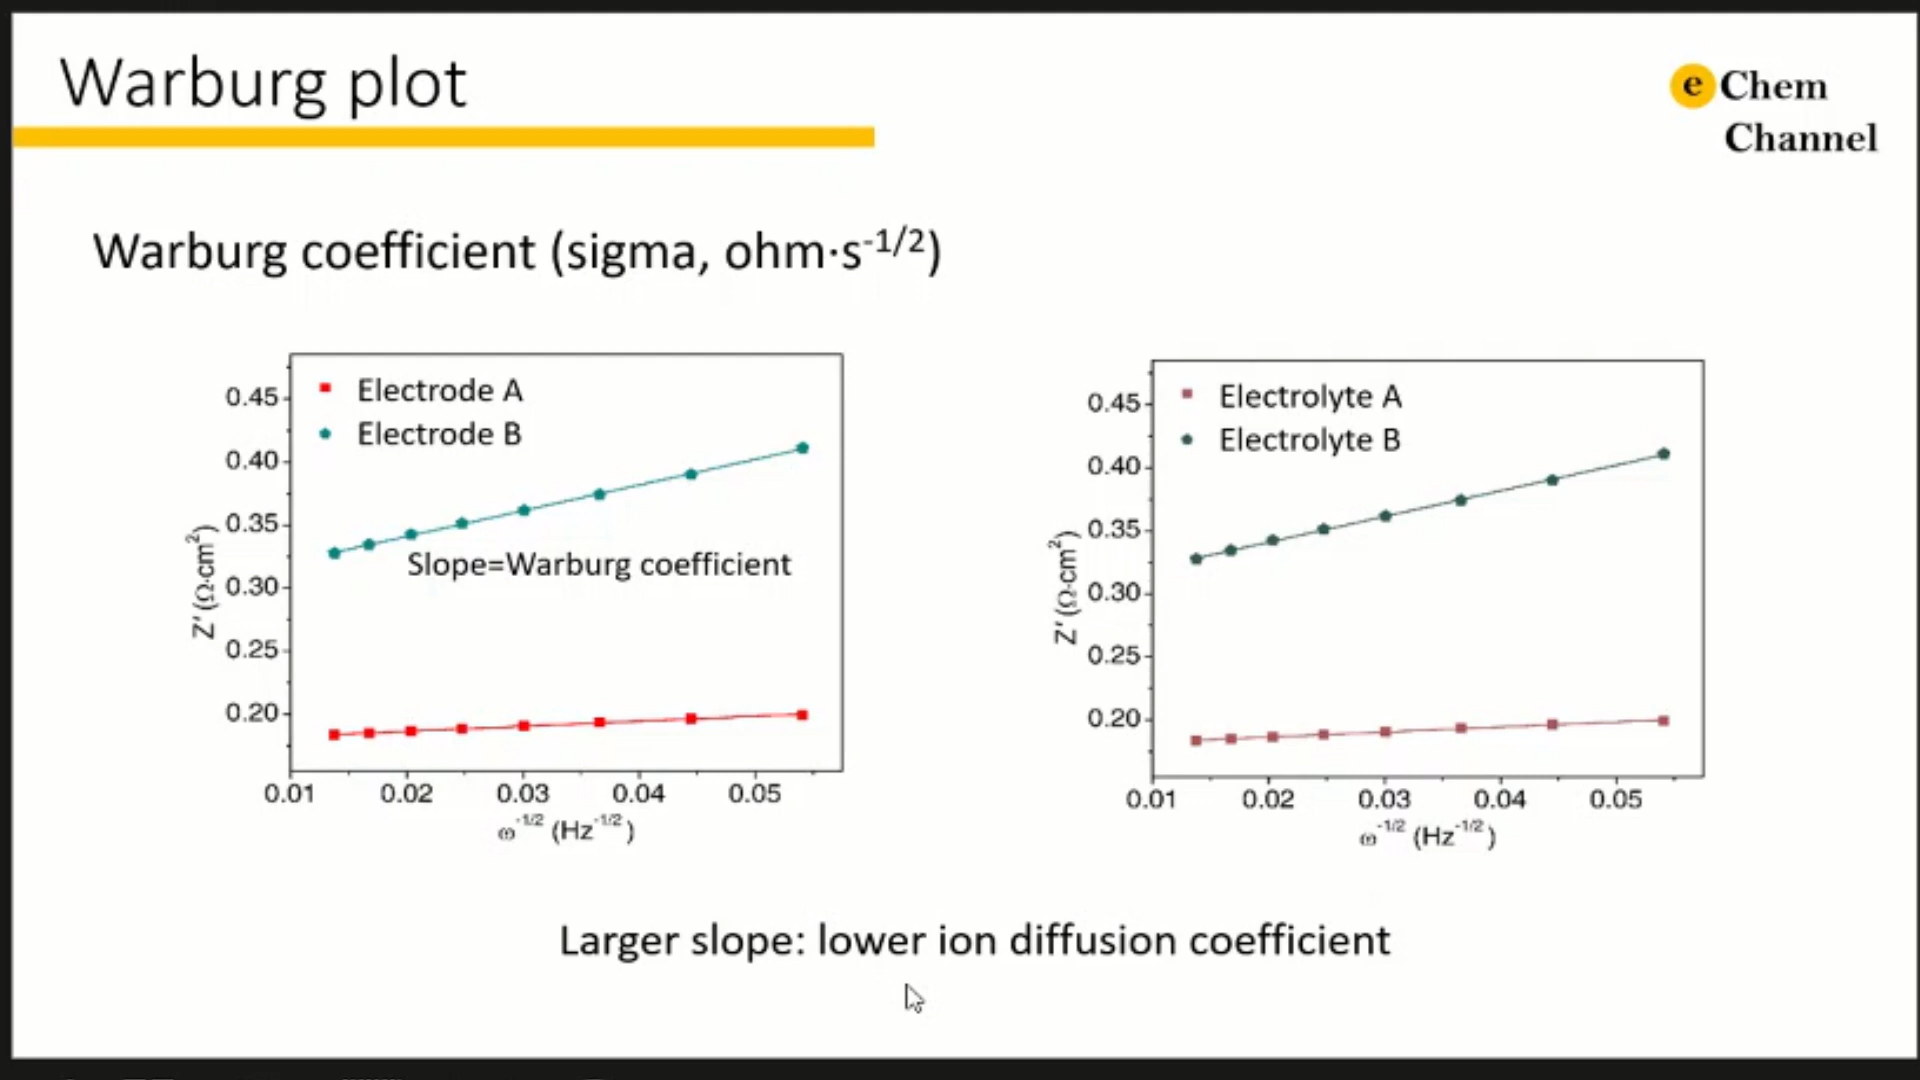 Warburg plot
e Chem
Channel
Warburg coefficient (sigma, ohm·s⁻¹/²)
Electrode A
Electrode B
Slope=Warburg coefficient
0.45
0.40
0.35
0.30
0.25
0.20
Z' (Ω·cm²)
0.01 0.02 0.03 0.04 0.05
ω⁻¹/² (Hz⁻¹/²)
Electrolyte A
Electrolyte B
0.45
0.40
0.35
0.30
0.25
0.20
Z' (Ω·cm²)
0.01 0.02 0.03 0.04 0.05
ω⁻¹/² (Hz⁻¹/²)
Larger slope: lower ion diffusion coefficient